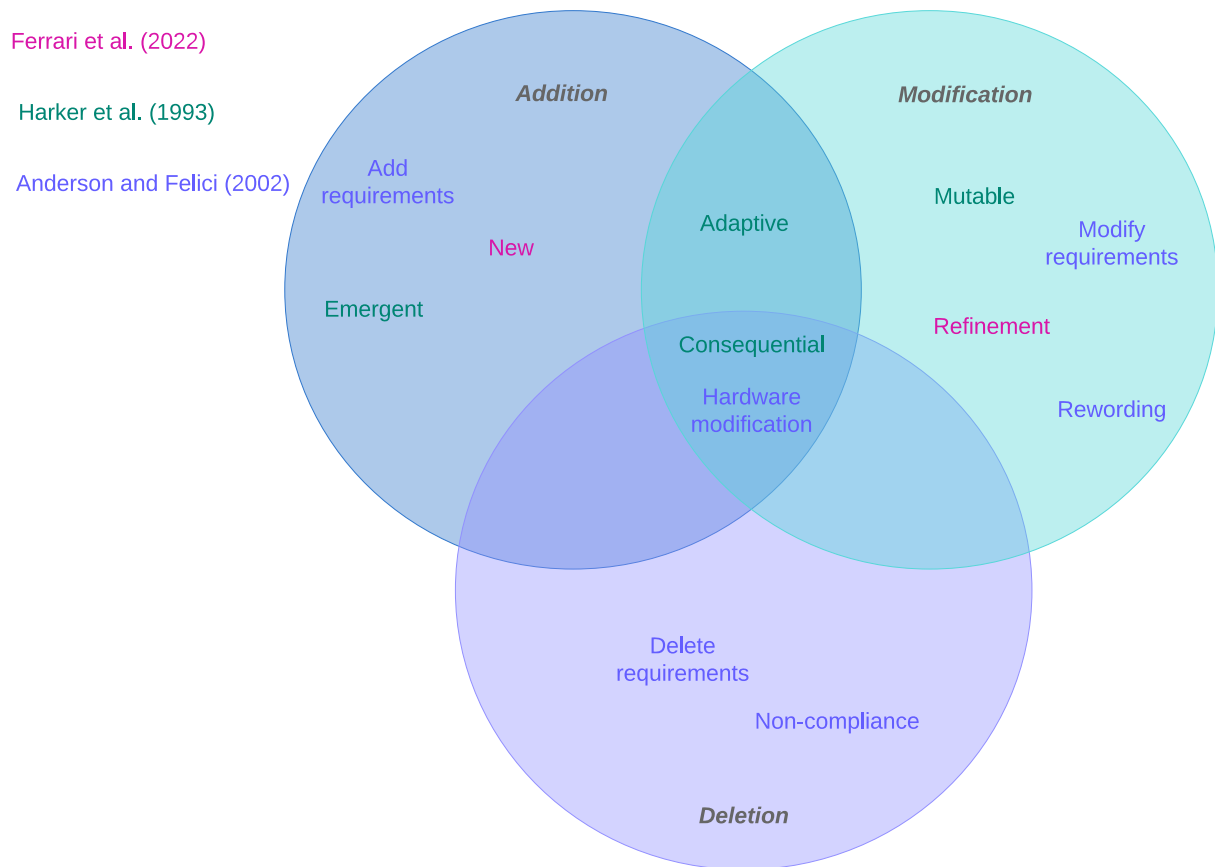 Ferrari et al. (2022)
Harker et al. (1993)
Anderson and Felici (2002)
Addition
Add
requirements
New
Emergent
Adaptive
Modification
Mutable
Modify
requirements
Refinement
Rewording
Consequential
Hardware
modification
Delete
requirements
Non-compliance
Deletion